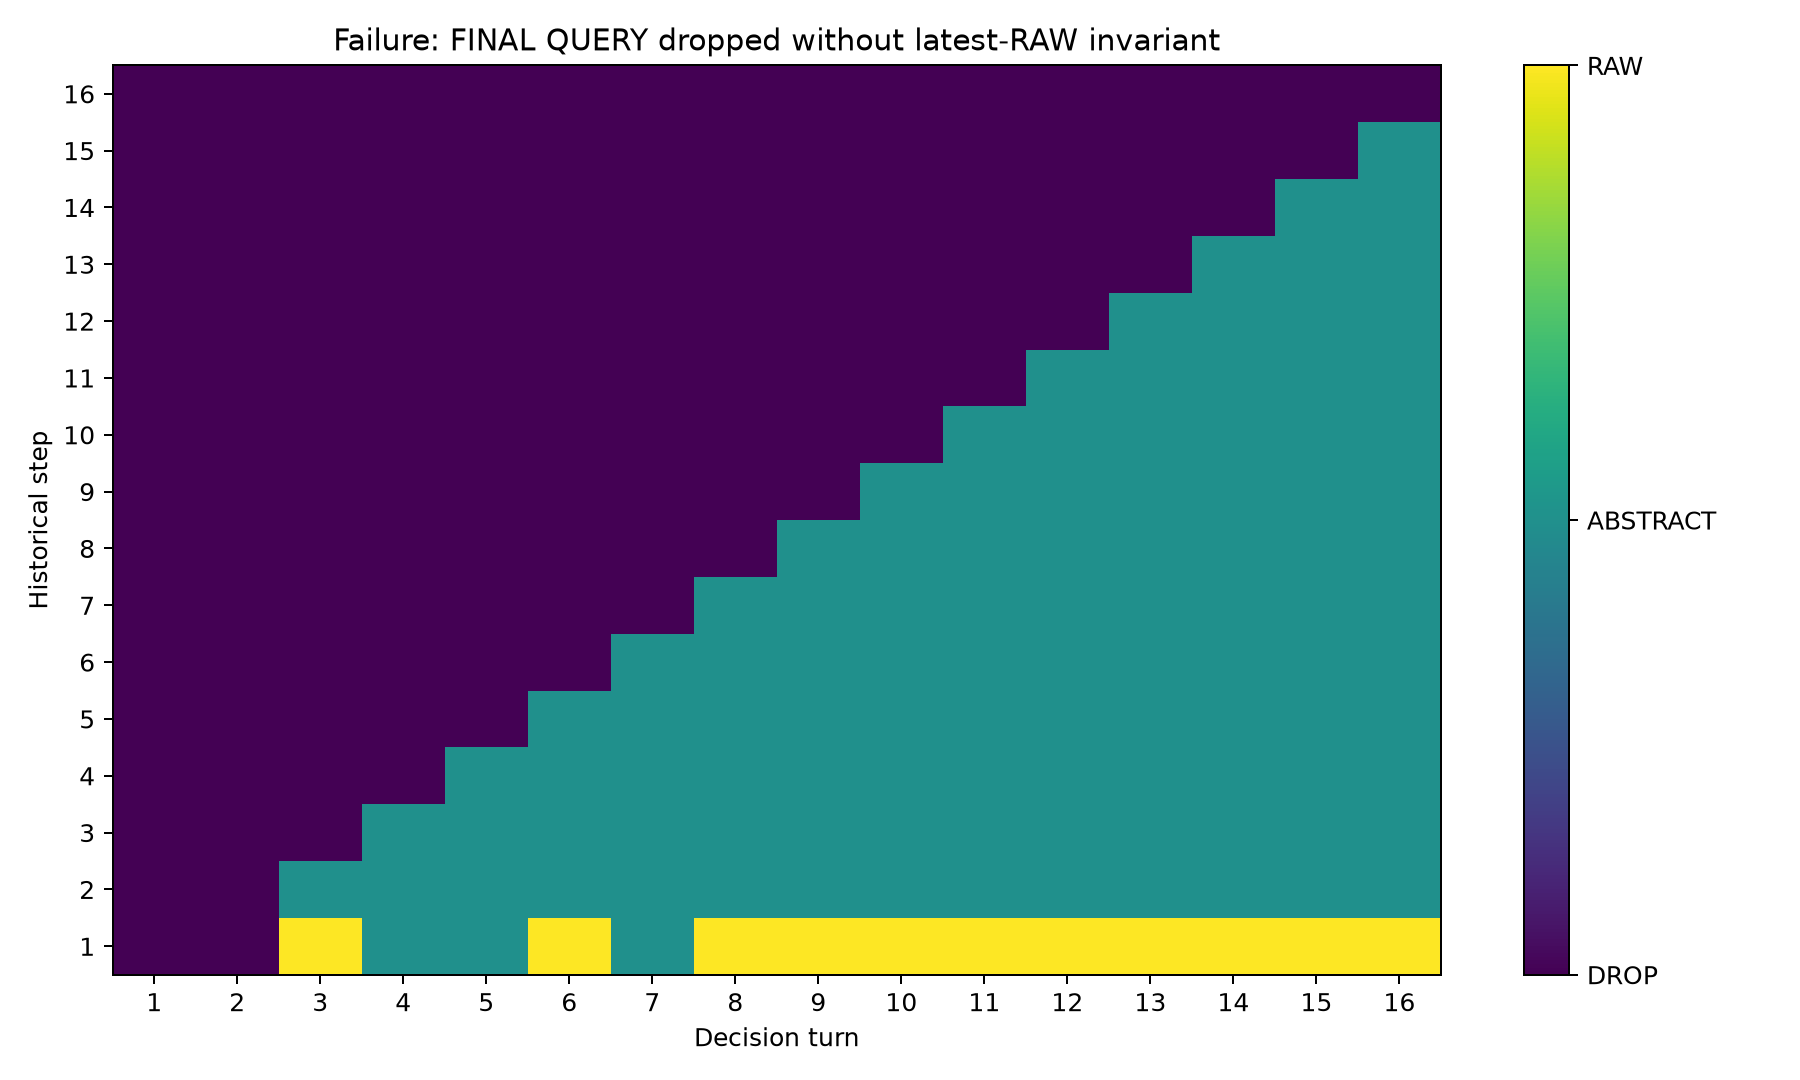 Failure: FINAL QUERY dropped without latest-RAW invariant
16
15
14
13
12
11
10
9
8
7
6
5
4
3
2
1
Historical step
1 2 3 4 5 6 7 8 9 10 11 12 13 14 15 16
Decision turn
RAW
ABSTRACT
DROP